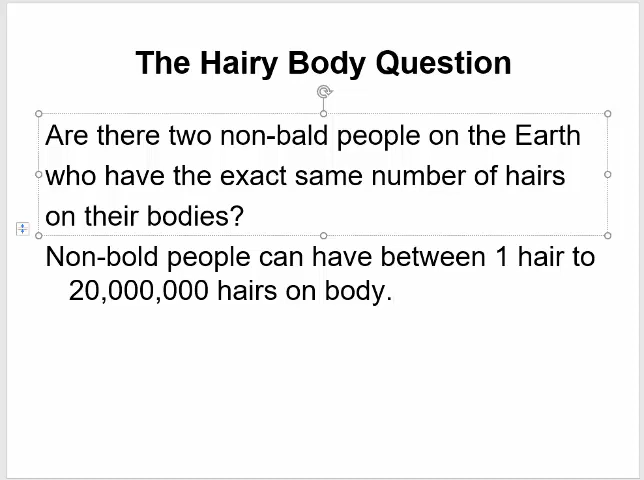 The Hairy Body Question
Are there two non-bald people on the Earth
who have the exact same number of hairs
on their bodies?
Non-bold people can have between 1 hair to
20,000,000 hairs on body.